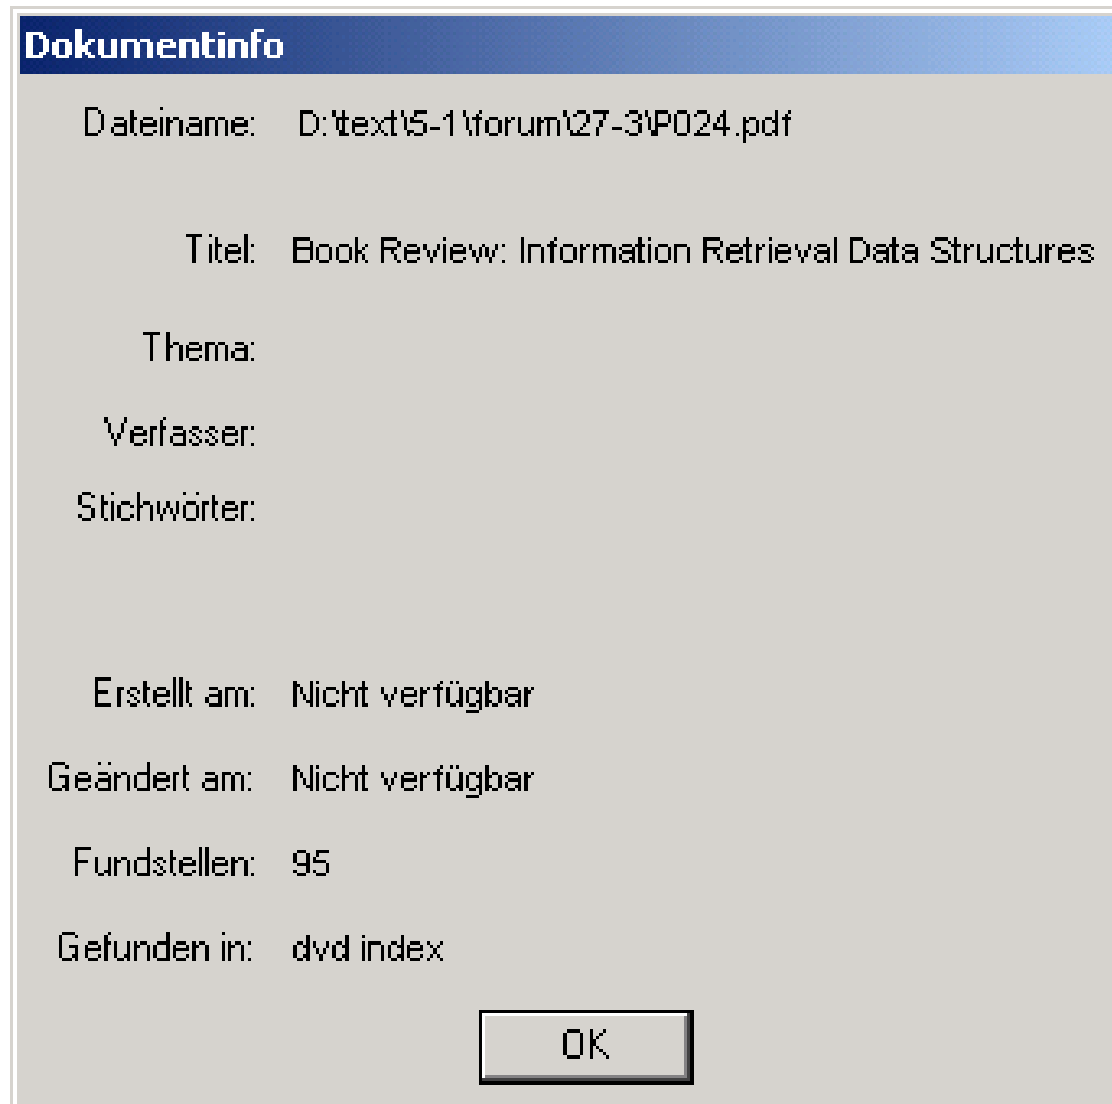 Dokumentinfo
Dateiname: D:\text\5-1\forum\27-3\P024.pdf
Titel: Book Review: Information Retrieval Data Structures
Thema:
Verfasser:
Stichwörter:
Erstellt am: Nicht verfügbar
Geändert am: Nicht verfügbar
Fundstellen: 95
Gefunden in: dvd index
OK